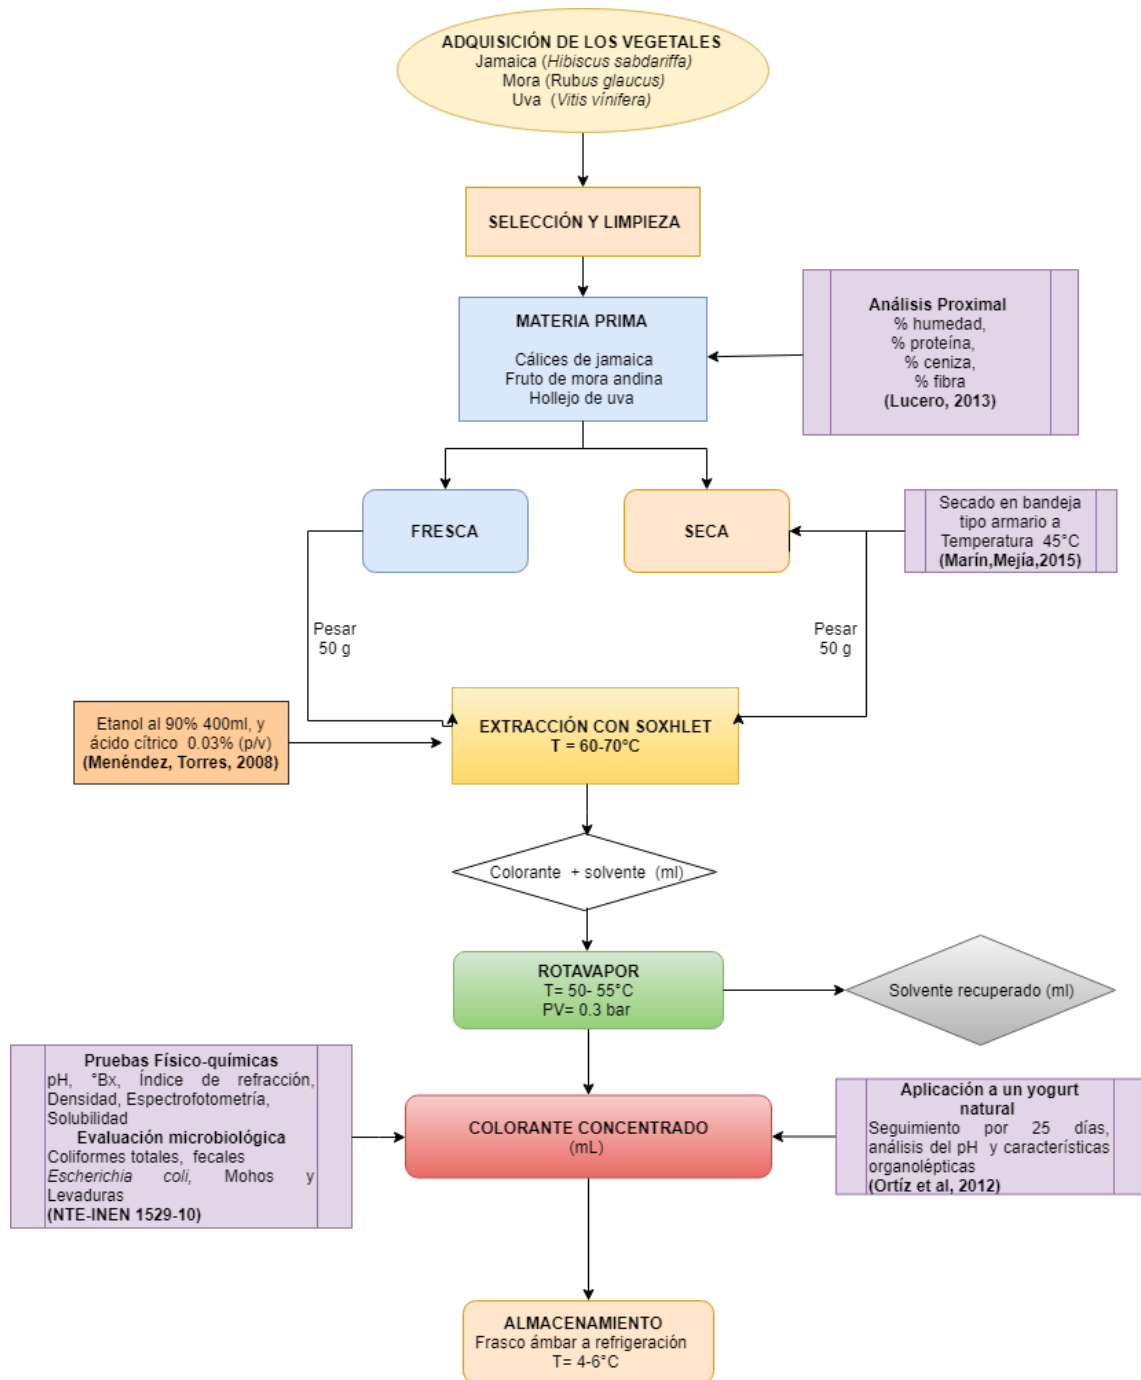 ADQUISICIÓN DE LOS VEGETALES
Jamaica (Hibiscus sabdariffa)
Mora (Rubus glaucus)
Uva (Vitis vínifera)
SELECCIÓN Y LIMPIEZA
MATERIA PRIMA
Cálices de jamaica
Fruto de mora andina
Hollejo de uva
Análisis Proximal
% humedad,
% proteína,
% ceniza,
% fibra
(Lucero, 2013)
FRESCA
SECA
Secado en bandeja
tipo armario a
Temperatura 45°C
(Marín,Mejía,2015)
Pesar
50 g
Pesar
50 g
Etanol al 90% 400ml, y
ácido cítrico 0.03% (p/v)
(Menéndez, Torres, 2008)
EXTRACCIÓN CON SOXHLET
T = 60-70°C
Colorante + solvente (ml)
ROTAVAPOR
T= 50- 55°C
PV= 0.3 bar
Solvente recuperado (ml)
Pruebas Físico-químicas
pH, °Bx, Índice de refracción,
Densidad, Espectrofotometría,
Solubilidad
Evaluación microbiológica
Coliformes totales, fecales
Escherichia coli, Mohos y
Levaduras
(NTE-INEN 1529-10)
COLORANTE CONCENTRADO
(mL)
Aplicación a un yogurt
natural
Seguimiento por 25 días,
análisis del pH y características
organolépticas
(Ortíz et al, 2012)
ALMACENAMIENTO
Frasco ámbar a refrigeración
T= 4-6°C